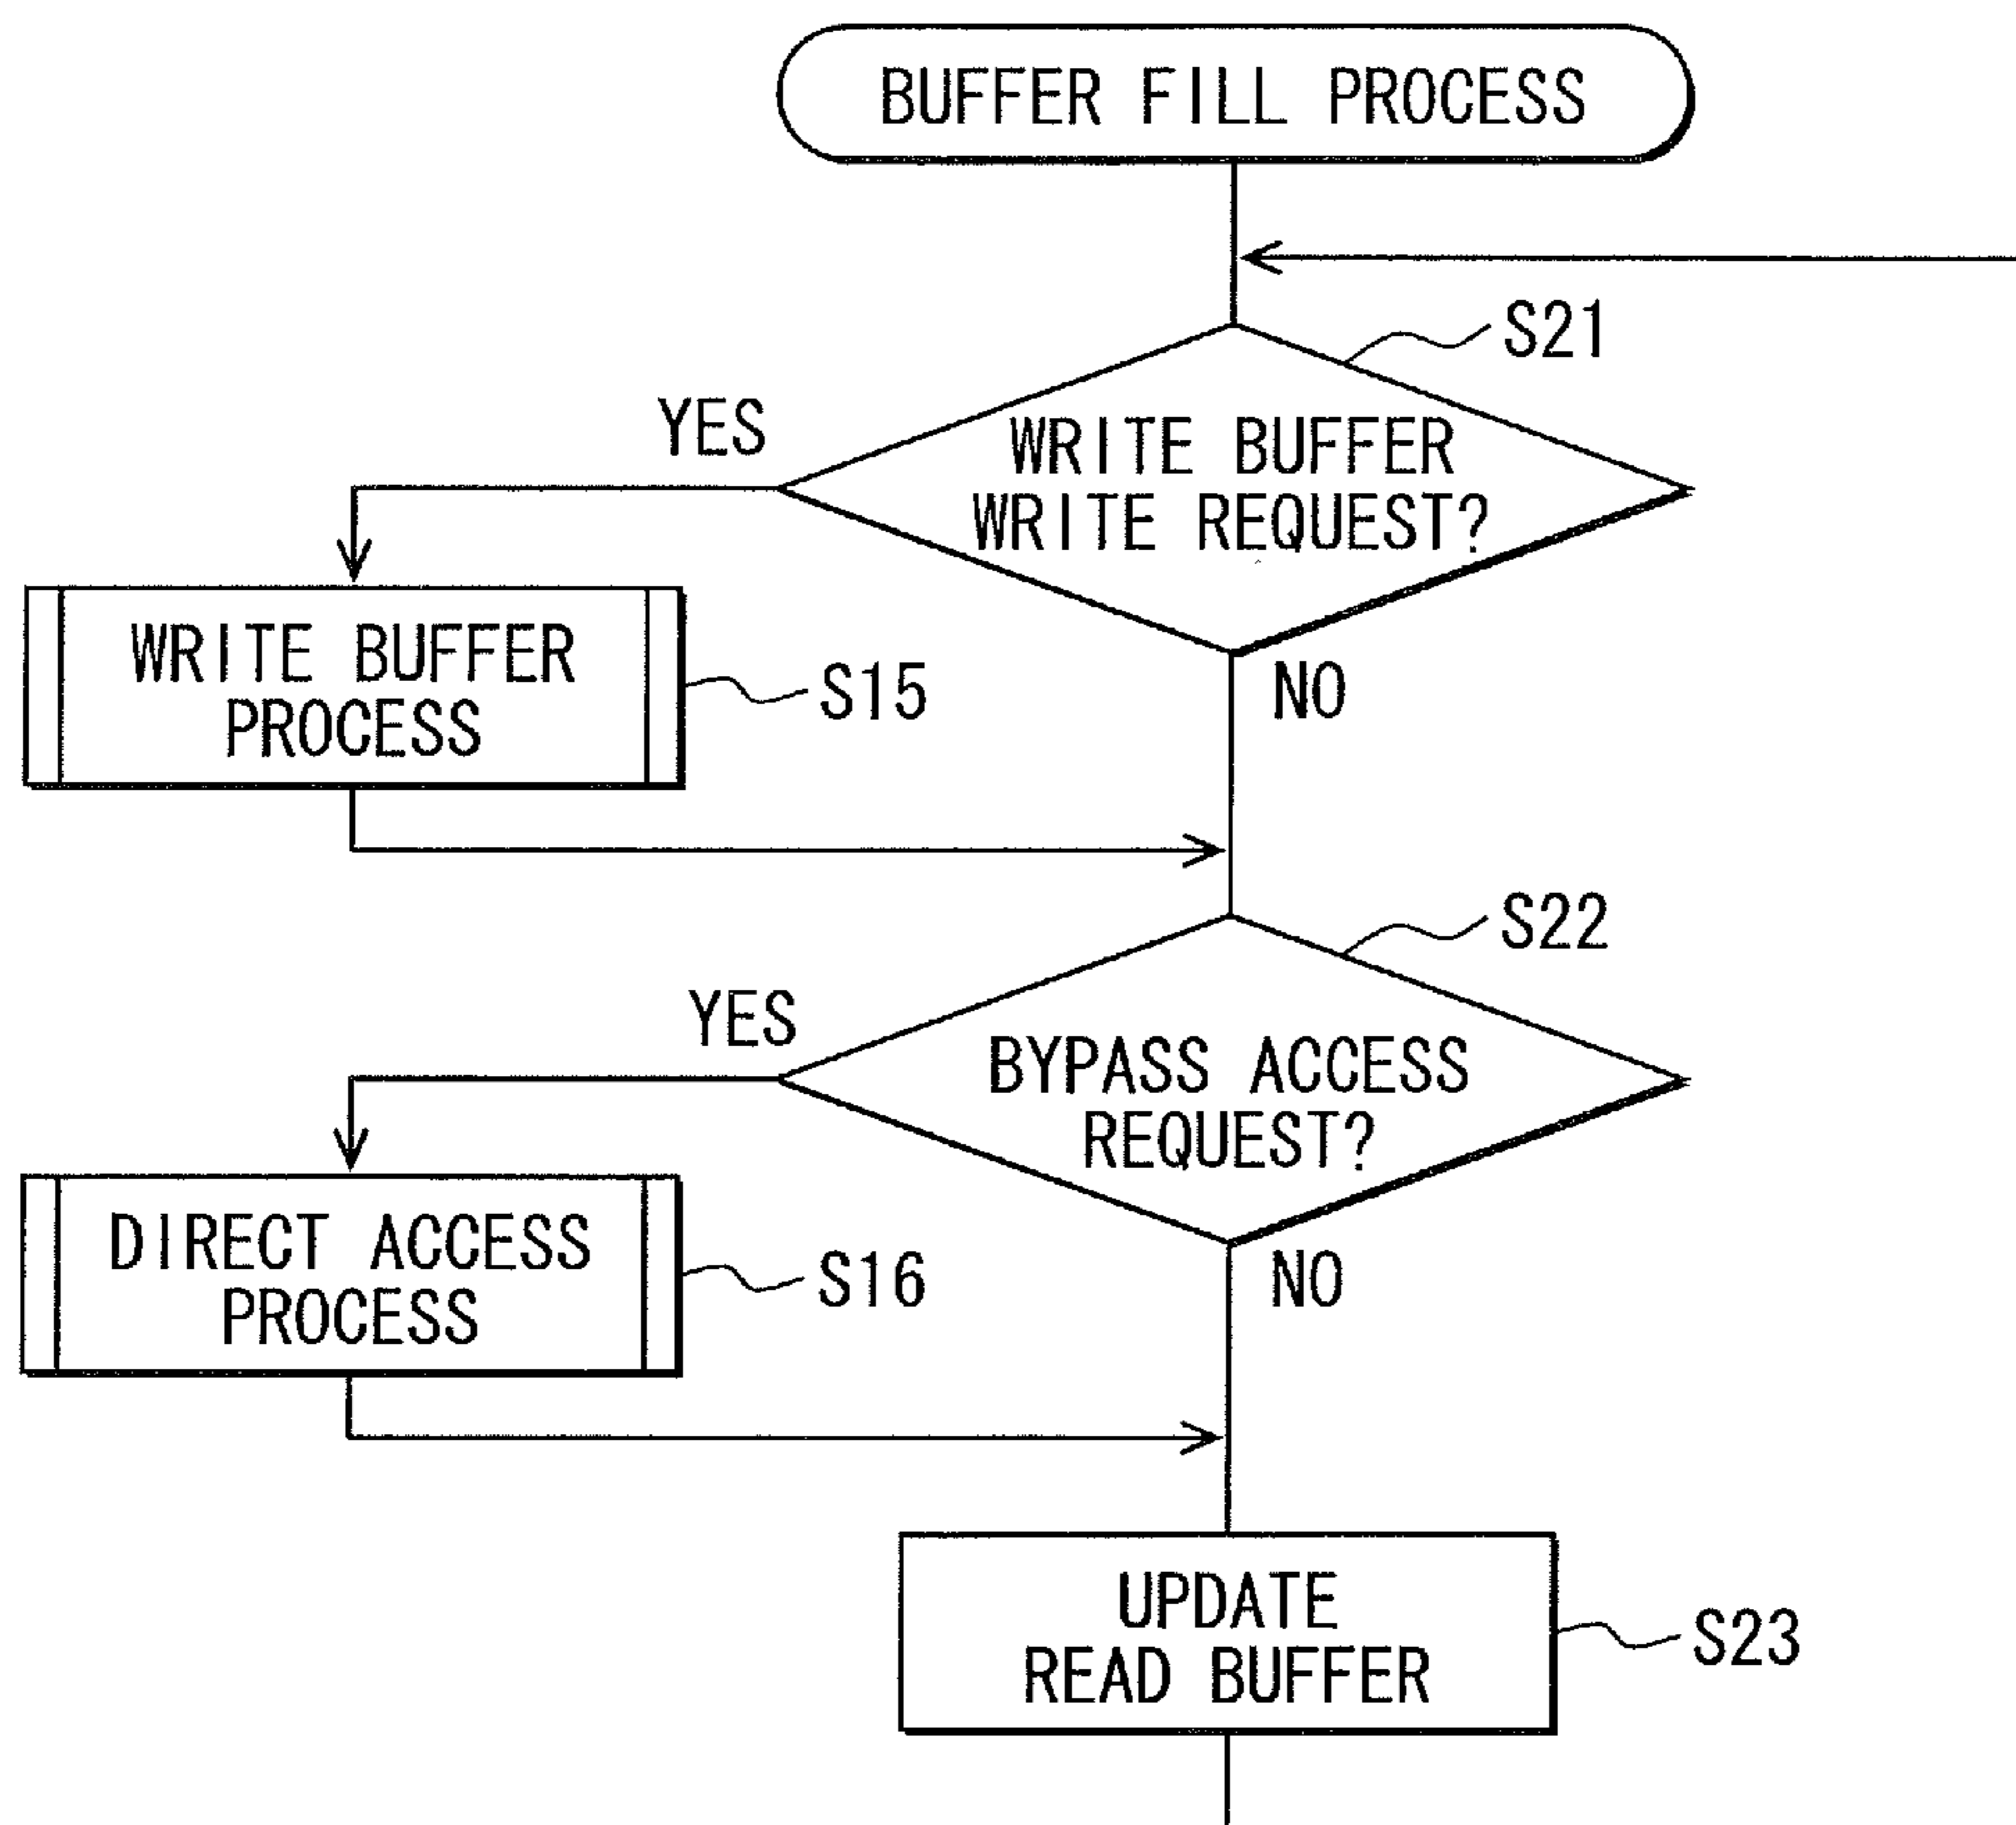 BUFFER FILL PROCESS
S21
YES
WRITE BUFFER
WRITE REQUEST?
WRITE BUFFER
PROCESS
S15
NO
S22
YES
BYPASS ACCESS
REQUEST?
DIRECT ACCESS
PROCESS
S16
NO
UPDATE
READ BUFFER
S23